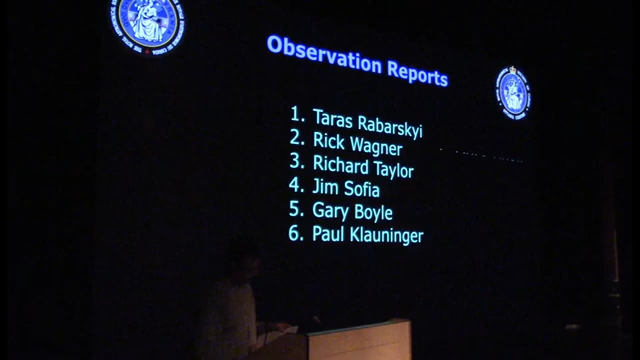 Observation Reports
1. Taras Rabarskyi
2. Rick Wagner
3. Richard Taylor
4. Jim Sofia
5. Gary Boyle
6. Paul Klauninger